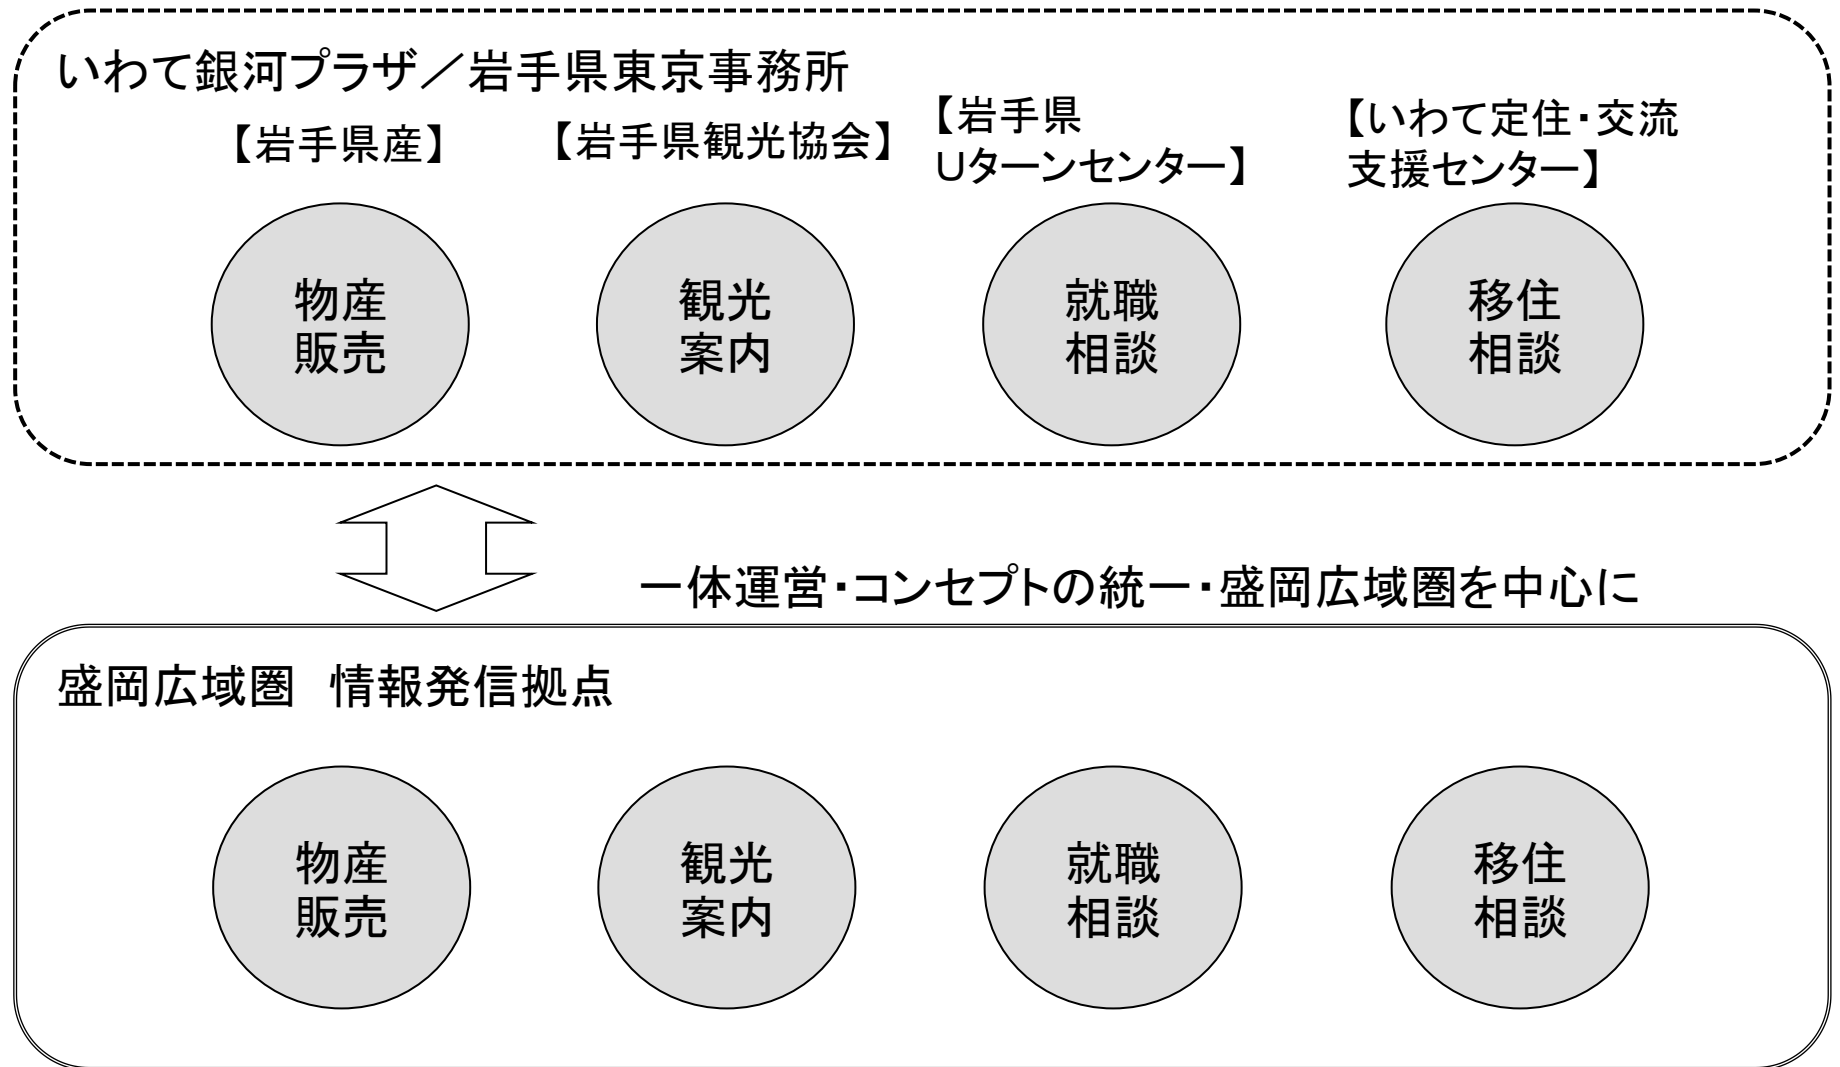 いわて銀河プラザ／岩手県東京事務所
【岩手県産】
【岩手県観光協会】
【岩手県
Uターンセンター】
【いわて定住・交流
支援センター】
物産
販売
観光
案内
就職
相談
移住
相談
一体運営・コンセプトの統一・盛岡広域圏を中心に
盛岡広域圏　情報発信拠点
物産
販売
観光
案内
就職
相談
移住
相談